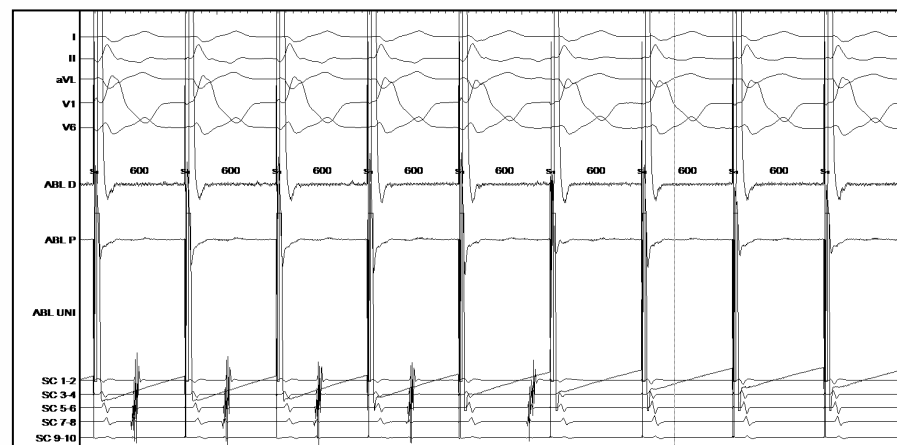 I
II
aVL
V1
V6
S1 600 S1 600 S1 600 S1 600 S1 600 S1 600 S1 600 S1 600 S1
ABL D
ABL P
ABL UNI
SC 1-2
SC 3-4
SC 5-6
SC 7-8
SC 9-10